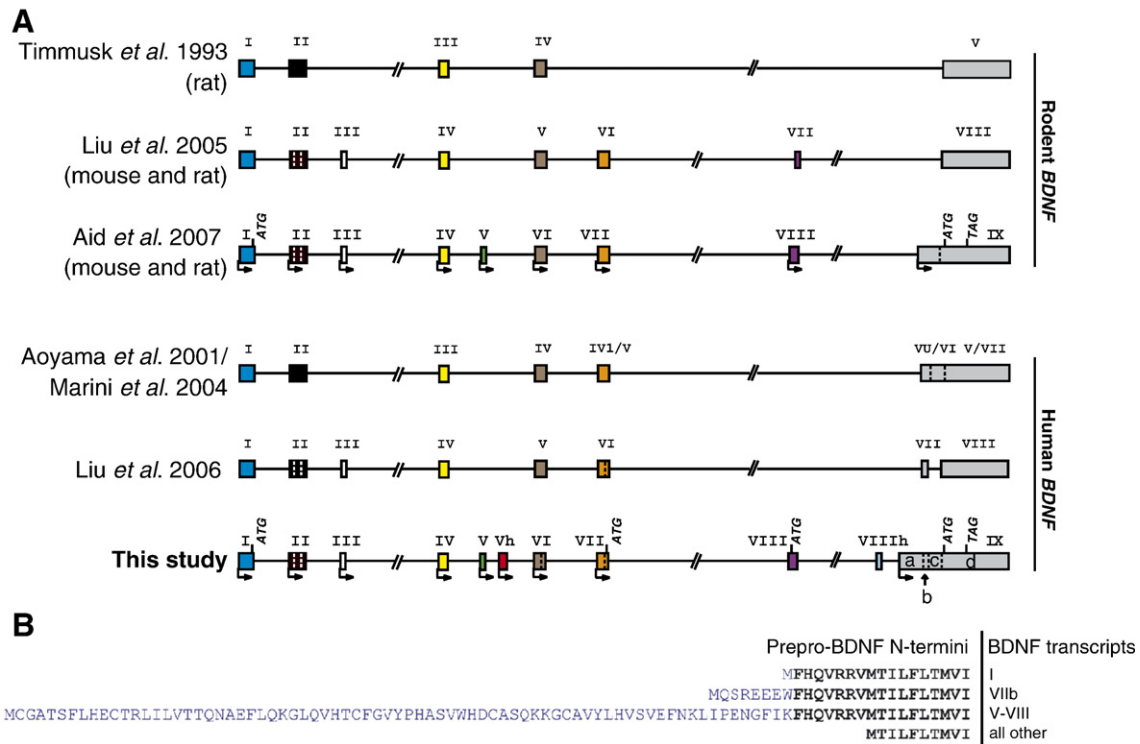 A
I II III IV V
Timmusk et al. 1993
(rat)
I II III IV V VI VII VIII
Liu et al. 2005
(mouse and rat)
I ATG II III IV V VI VII VIII ATG TAG IX
Aid et al. 2007
(mouse and rat)
Rodent BDNF
I II III IV IV1/V VU/VI V/VII
Aoyama et al. 2001/
Marini et al. 2004
I II III IV V VI VII VIII
Liu et al. 2006
I ATG II III IV V Vh VI VII ATG VIII ATG VIIIh ATG TAG IX
This study
a c d
b
Human BDNF
B
Prepro-BDNF N-termini BDNF transcripts
MFHQVRRVMTILFLTMVI I
MQSREEEWFHQVRRVMTILFLTMVI VIIb
MCGATSFLHECTRLILVTTQNAEFLQKGLQVHTCFGVYPHASVWHDCASQKKGCAVYLHVSVEFNKLIPENGFIKFHQVRRVMTILFLTMVI V-VIII
MTILFLTMVI all other